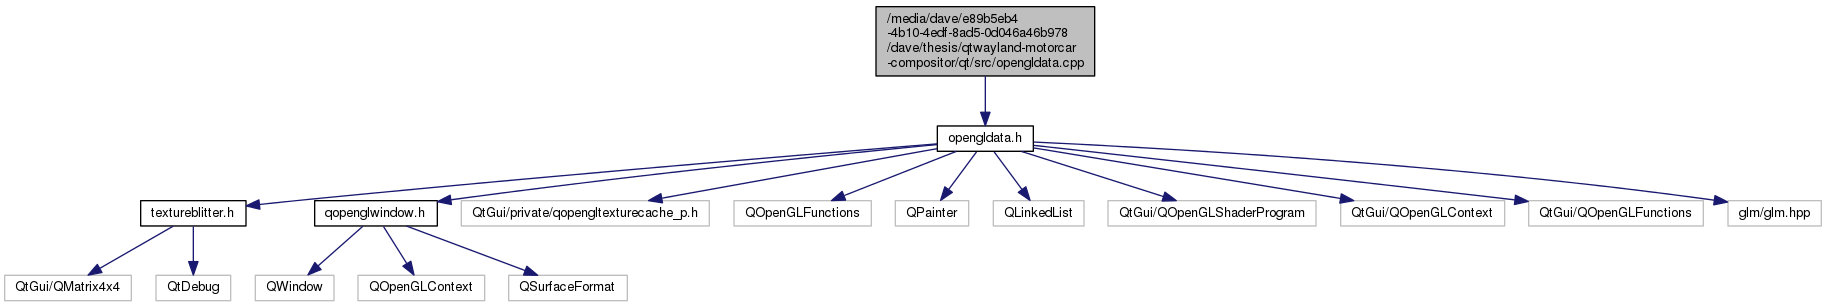 /media/dave/e89b5eb4
-4b10-4edf-8ad5-0d046a46b978
/dave/thesis/qtwayland-motorcar
-compositor/qt/src/opengldata.cpp
opengldata.h
textureblitter.h
qopenglwindow.h
QtGui/private/qopengltexturecache_p.h
QOpenGLFunctions
QPainter
QLinkedList
QtGui/QOpenGLShaderProgram
QtGui/QOpenGLContext
QtGui/QOpenGLFunctions
glm/glm.hpp
QtGui/QMatrix4x4
QtDebug
QWindow
QOpenGLContext
QSurfaceFormat